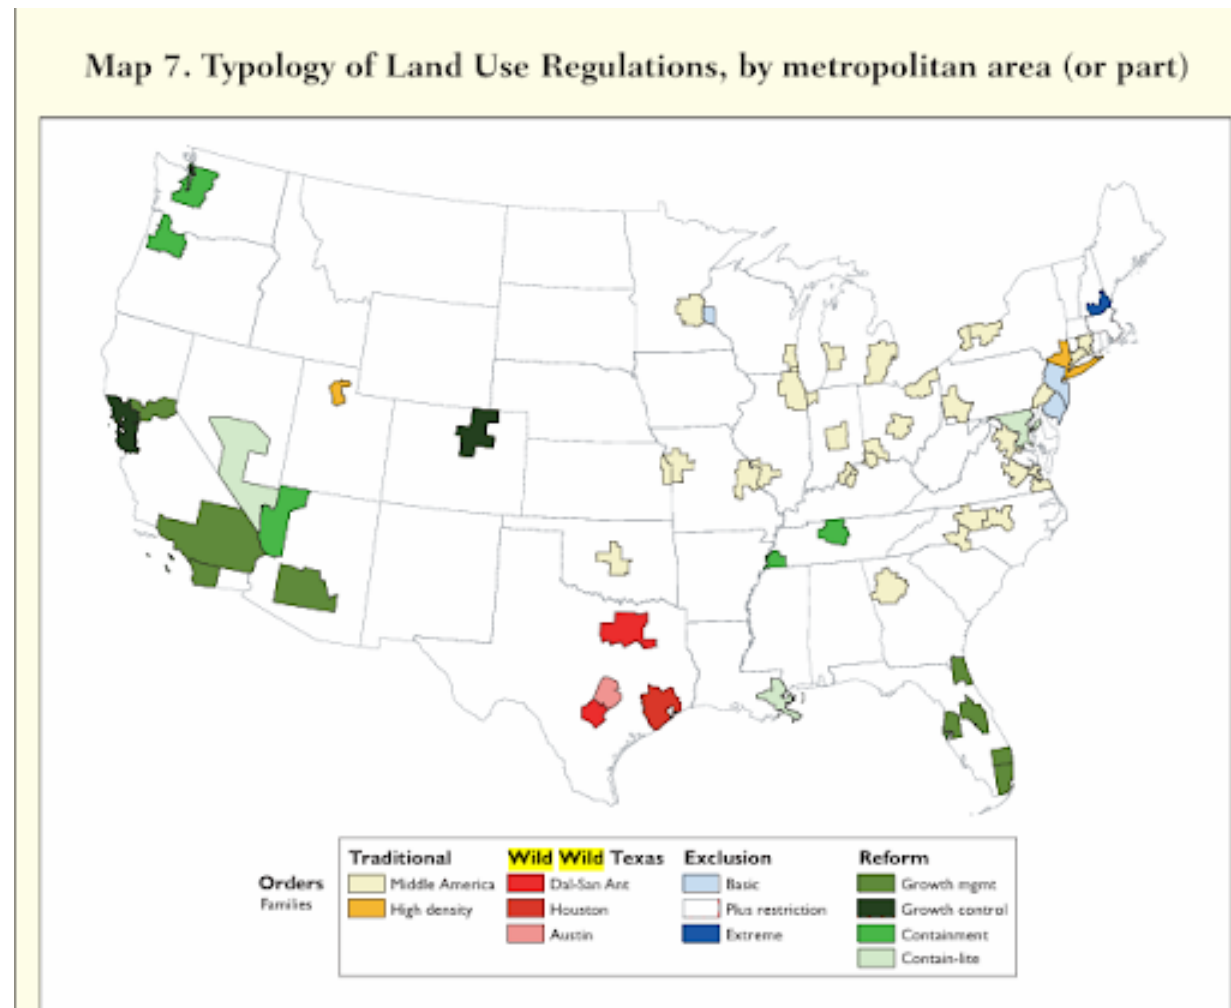 Map 7. Typology of Land Use Regulations, by metropolitan area (or part)
Orders
Families
Traditional
Middle America
High density
Wild Wild Texas
Dal-San Ant
Houston
Austin
Exclusion
Basic
Plus restriction
Extreme
Reform
Growth mgmt
Growth control
Containment
Contain-lite